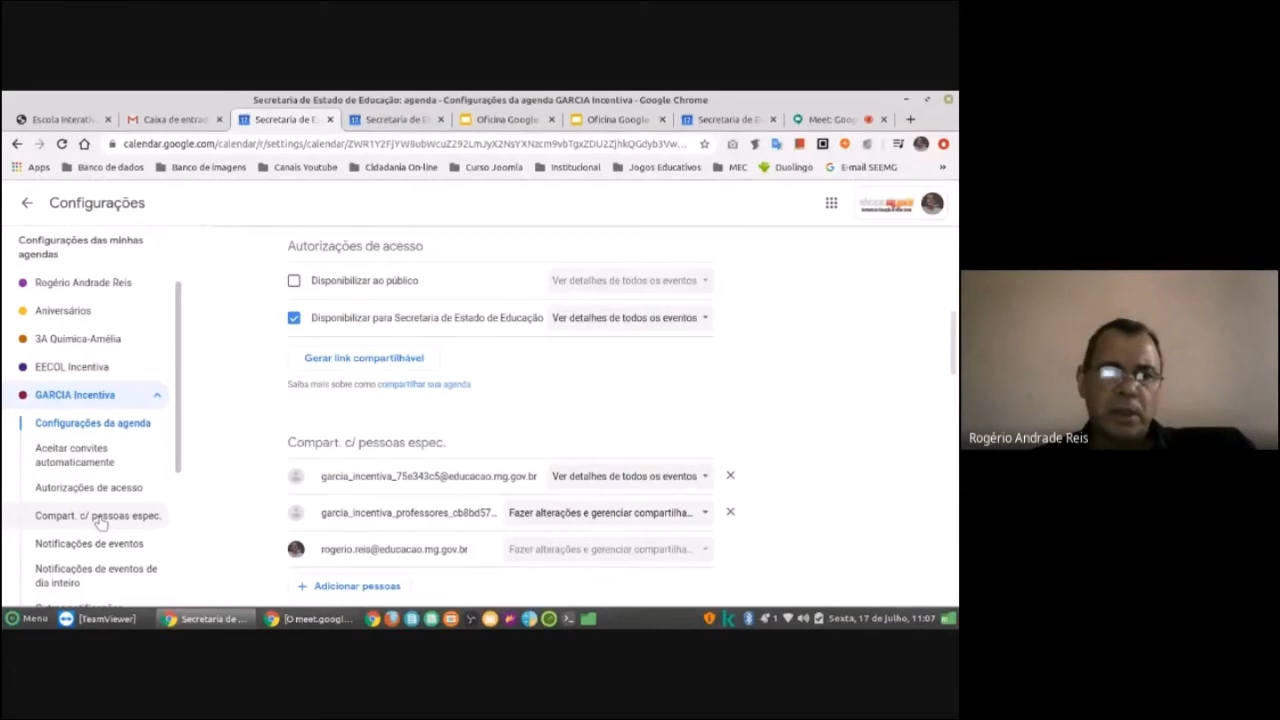 Secretaria de Estado de Educação: agenda - Configurações da agenda GARCIA Incentiva - Google Chrome
Escola Interativ
Caixa de entrad
Secretaria de E
Secretaria de E
Oficina Google
Oficina Google
Secretaria de E
Meet: Goog
Apps
Banco de dados
Banco de imagens
Canais Youtube
Cidadania On-line
Curso Joomla
Institucional
Jogos Educativos
MEC
Duolingo
E-mail SEEMG
»
Configurações
Configurações das minhas
agendas
Rogério Andrade Reis
Aniversários
3A Quimica-Amélia
EECOL Incentiva
GARCIA Incentiva
Configurações da agenda
Aceitar convites
automaticamente
Autorizações de acesso
Compart. c/ pessoas espec.
Notificações de eventos
Notificações de eventos de
dia inteiro
Autorizações de acesso
Disponibilizar ao público
Ver detalhes de todos os eventos
Disponibilizar para Secretaria de Estado de Educação
Ver detalhes de todos os eventos
Gerar link compartilhável
Saiba mais sobre como compartilhar sua agenda
Compart. c/ pessoas espec.
garcia_incentiva_75e343c5@educacao.mg.gov.br
Ver detalhes de todos os eventos
garcia_incentiva_professores_cb8bd57...
Fazer alterações e gerenciar compartilha...
rogerio.reis@educacao.mg.gov.br
Fazer alterações e gerenciar compartilha...
+ Adicionar pessoas
Menu
[TeamViewer]
Secretaria de ...
[O meet.googl...
1
Sexta, 17 de julho, 11:07
Rogério Andrade Reis